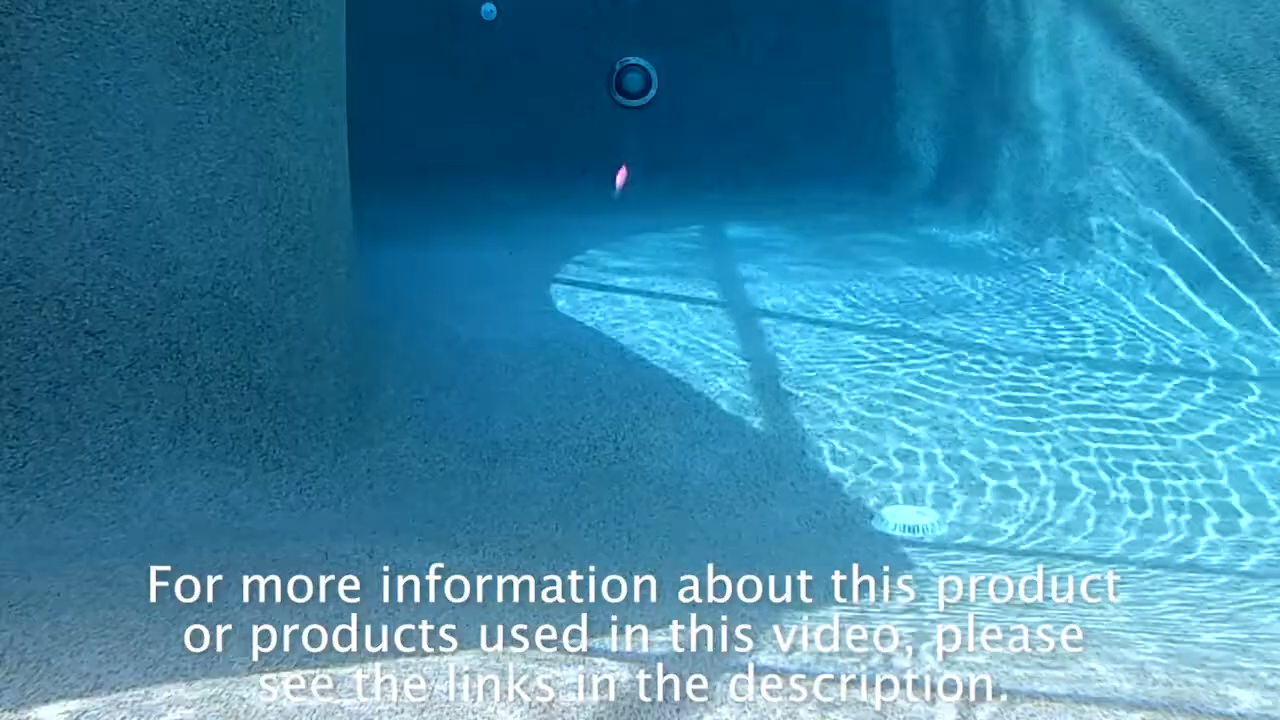 For more information about this product
or products used in this video, please
see the links in the description.